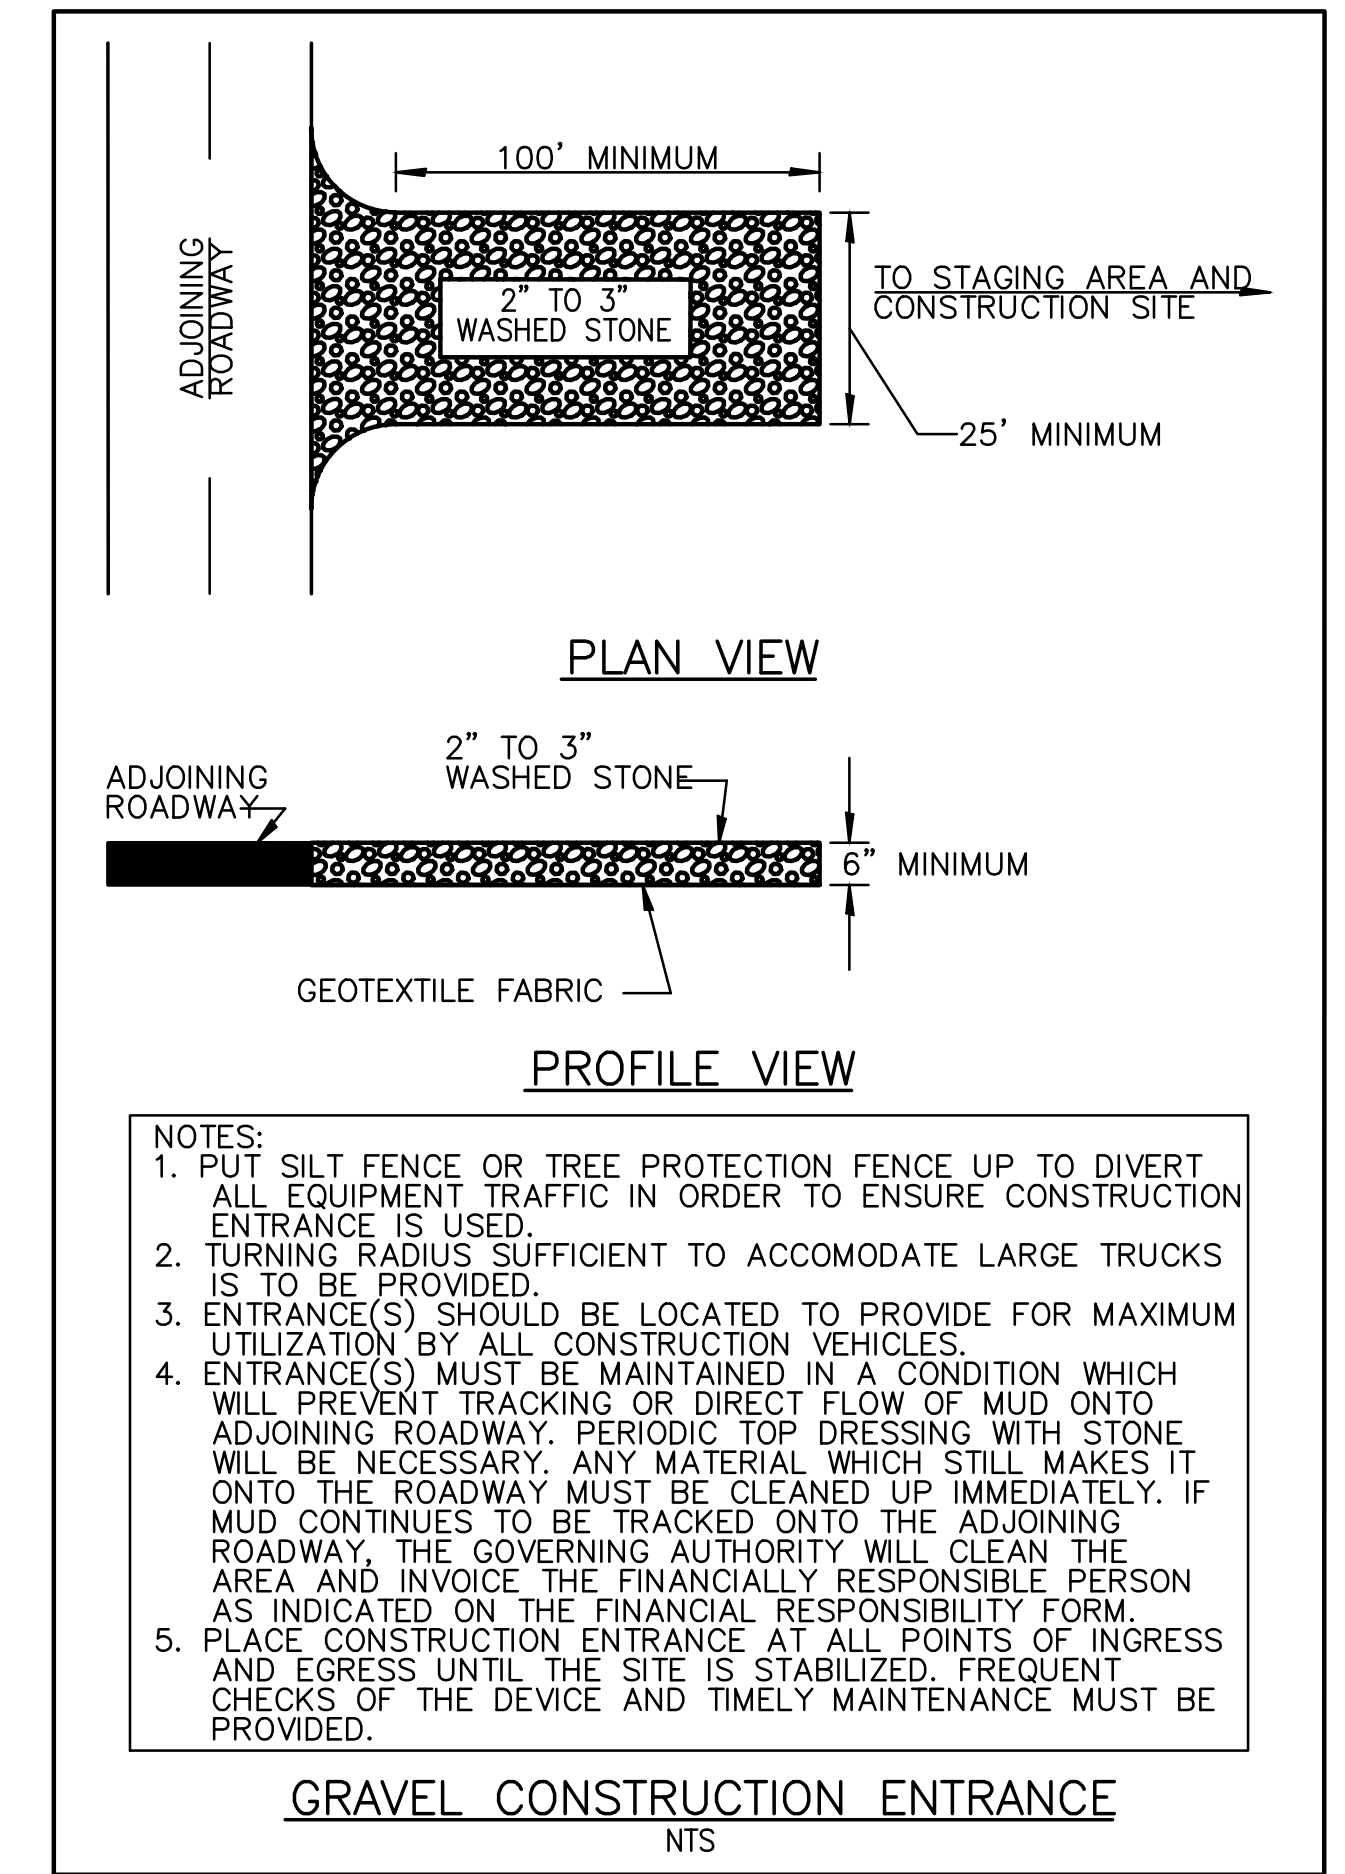 100' MINIMUM
ADJOINING
ROADWAY
2" TO 3"
WASHED STONE
TO STAGING AREA AND
CONSTRUCTION SITE
25' MINIMUM
PLAN VIEW
2" TO 3"
WASHED STONE
ADJOINING
ROADWAY
6" MINIMUM
GEOTEXTILE FABRIC
PROFILE VIEW
NOTES:
1. PUT SILT FENCE OR TREE PROTECTION FENCE UP TO DIVERT
ALL EQUIPMENT TRAFFIC IN ORDER TO ENSURE CONSTRUCTION
ENTRANCE IS USED.
2. TURNING RADIUS SUFFICIENT TO ACCOMODATE LARGE TRUCKS
IS TO BE PROVIDED.
3. ENTRANCE(S) SHOULD BE LOCATED TO PROVIDE FOR MAXIMUM
UTILIZATION BY ALL CONSTRUCTION VEHICLES.
4. ENTRANCE(S) MUST BE MAINTAINED IN A CONDITION WHICH
WILL PREVENT TRACKING OR DIRECT FLOW OF MUD ONTO
ADJOINING ROADWAY. PERIODIC TOP DRESSING WITH STONE
WILL BE NECESSARY. ANY MATERIAL WHICH STILL MAKES IT
ONTO THE ROADWAY MUST BE CLEANED UP IMMEDIATELY. IF
MUD CONTINUES TO BE TRACKED ONTO THE ADJOINING
ROADWAY, THE GOVERNING AUTHORITY WILL CLEAN THE
AREA AND INVOICE THE FINANCIALLY RESPONSIBLE PERSON
AS INDICATED ON THE FINANCIAL RESPONSIBILITY FORM.
5. PLACE CONSTRUCTION ENTRANCE AT ALL POINTS OF INGRESS
AND EGRESS UNTIL THE SITE IS STABILIZED. FREQUENT
CHECKS OF THE DEVICE AND TIMELY MAINTENANCE MUST BE
PROVIDED.
GRAVEL CONSTRUCTION ENTRANCE
NTS